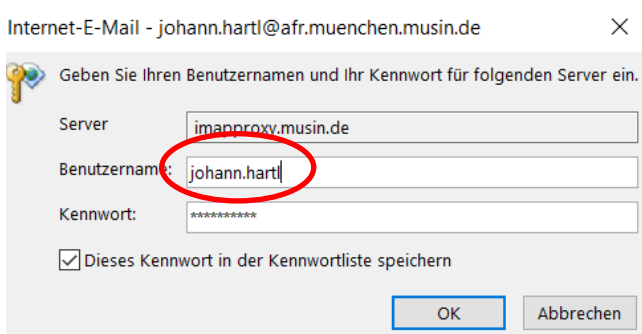 Internet-E-Mail - johann.hartl@afr.muenchen.musin.de
Geben Sie Ihren Benutzernamen und Ihr Kennwort für folgenden Server ein.
Server imapproxy.musin.de
Benutzername: johann.hartl
Kennwort: **********
Dieses Kennwort in der Kennwortliste speichern
OK Abbrechen